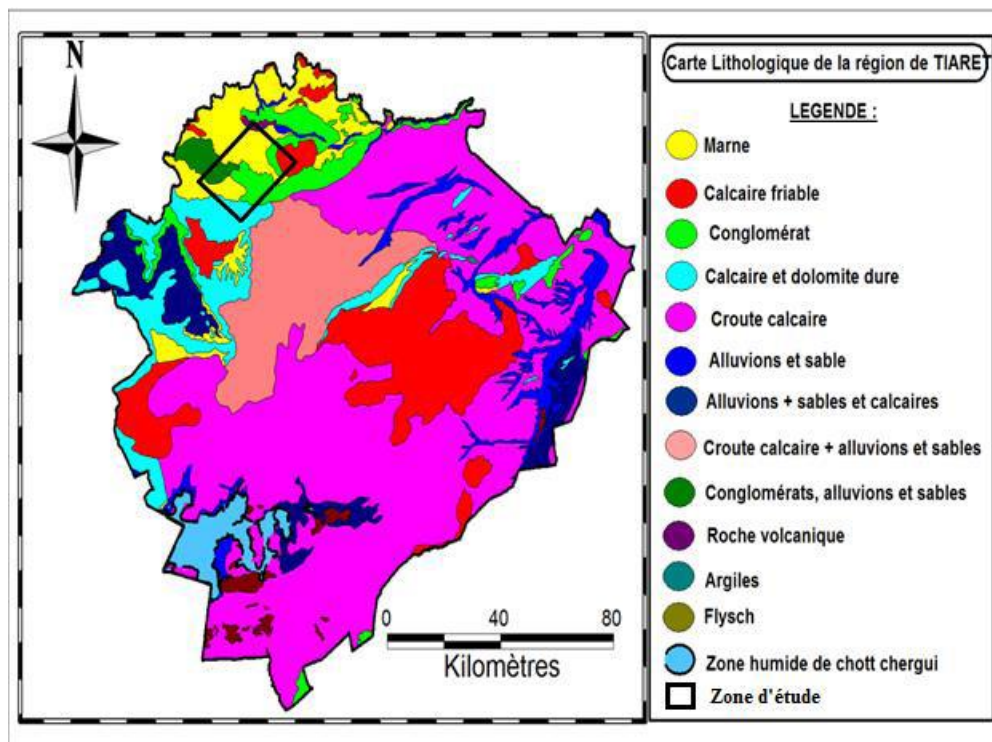 N
0 40 80
Kilomètres
Carte Lithologique de la région de TIARET
LEGENDE :
Marne
Calcaire friable
Conglomérat
Calcaire et dolomite dure
Croute calcaire
Alluvions et sable
Alluvions + sables et calcaires
Croute calcaire + alluvions et sables
Conglomérats, alluvions et sables
Roche volcanique
Argiles
Flysch
Zone humide de chott chergui
Zone d'étude